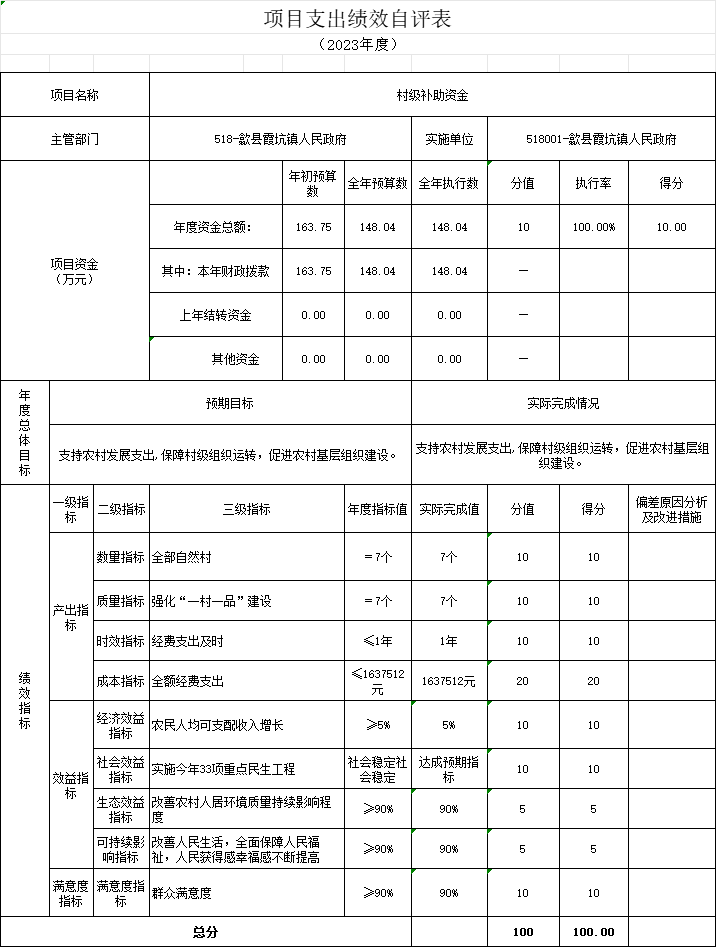 项目支出绩效自评表
（2023年度）
项目名称 村级补助资金
主管部门 518-歙县霞坑镇人民政府 实施单位 518001-歙县霞坑镇人民政府
项目资金
（万元）
年初预算数 全年预算数 全年执行数 分值 执行率 得分
年度资金总额： 163.75 148.04 148.04 10 100.00% 10.00
其中：本年财政拨款 163.75 148.04 148.04 —
上年结转资金 0.00 0.00 0.00 —
其他资金 0.00 0.00 0.00 —
年度总体目标
预期目标 实际完成情况
支持农村发展支出,保障村级组织运转，促进农村基层组织建设。 支持农村发展支出,保障村级组织运转，促进农村基层组织建设。
绩效指标
一级指标 二级指标 三级指标 年度指标值 实际完成值 分值 得分 偏差原因分析及改进措施
产出指标
数量指标 全部自然村 ＝7个 7个 10 10
质量指标 强化“一村一品”建设 ＝7个 7个 10 10
时效指标 经费支出及时 ≤1年 1年 10 10
成本指标 全额经费支出 ≤1637512元 1637512元 20 20
效益指标
经济效益指标 农民人均可支配收入增长 ≥5% 5% 10 10
社会效益指标 实施今年33项重点民生工程 社会稳定社会稳定 达成预期指标 10 10
生态效益指标 改善农村人居环境质量持续影响程度 ≥90% 90% 5 5
可持续影响指标 改善人民生活，全面保障人民福祉，人民获得感幸福感不断提高 ≥90% 90% 5 5
满意度指标 满意度指标 群众满意度 ≥90% 90% 10 10
总分 100 100.00